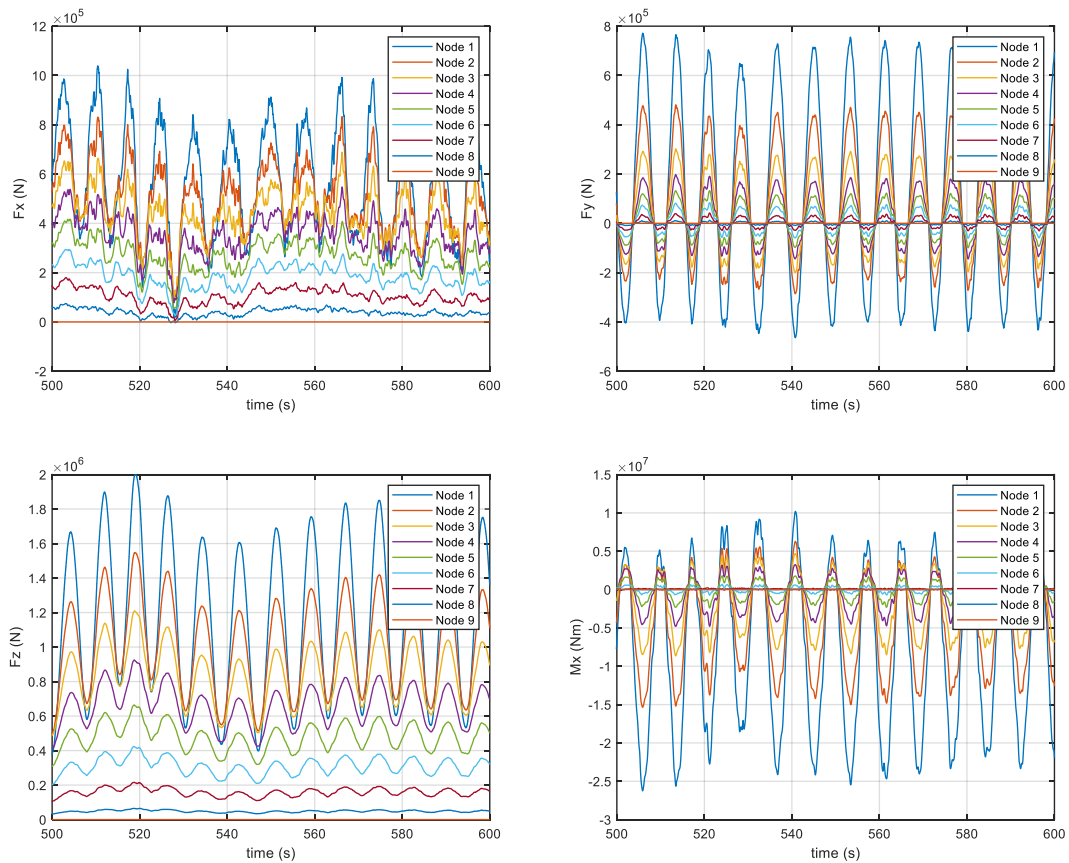 ×10^5
12
10
8
6
4
2
0
-2
Fx (N)
500 520 540 560 580 600
time (s)
Node 1
Node 2
Node 3
Node 4
Node 5
Node 6
Node 7
Node 8
Node 9
×10^5
8
6
4
2
0
-2
-4
-6
Fy (N)
500 520 540 560 580 600
time (s)
Node 1
Node 2
Node 3
Node 4
Node 5
Node 6
Node 7
Node 8
Node 9
×10^6
2
1.8
1.6
1.4
1.2
1
0.8
0.6
0.4
0.2
0
Fz (N)
500 520 540 560 580 600
time (s)
Node 1
Node 2
Node 3
Node 4
Node 5
Node 6
Node 7
Node 8
Node 9
×10^7
1.5
1
0.5
0
-0.5
-1
-1.5
-2
-2.5
-3
Mx (Nm)
500 520 540 560 580 600
time (s)
Node 1
Node 2
Node 3
Node 4
Node 5
Node 6
Node 7
Node 8
Node 9